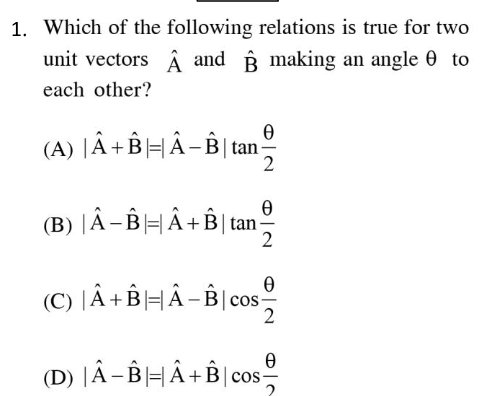 1. Which of the following relations is true for two
unit vectors Â and B̂ making an angle θ to
each other?
(A) |Â+B̂|=|Â−B̂| tan θ/2
(B) |Â−B̂|=|Â+B̂| tan θ/2
(C) |Â+B̂|=|Â−B̂| cos θ/2
(D) |Â−B̂|=|Â+B̂| cos θ/2